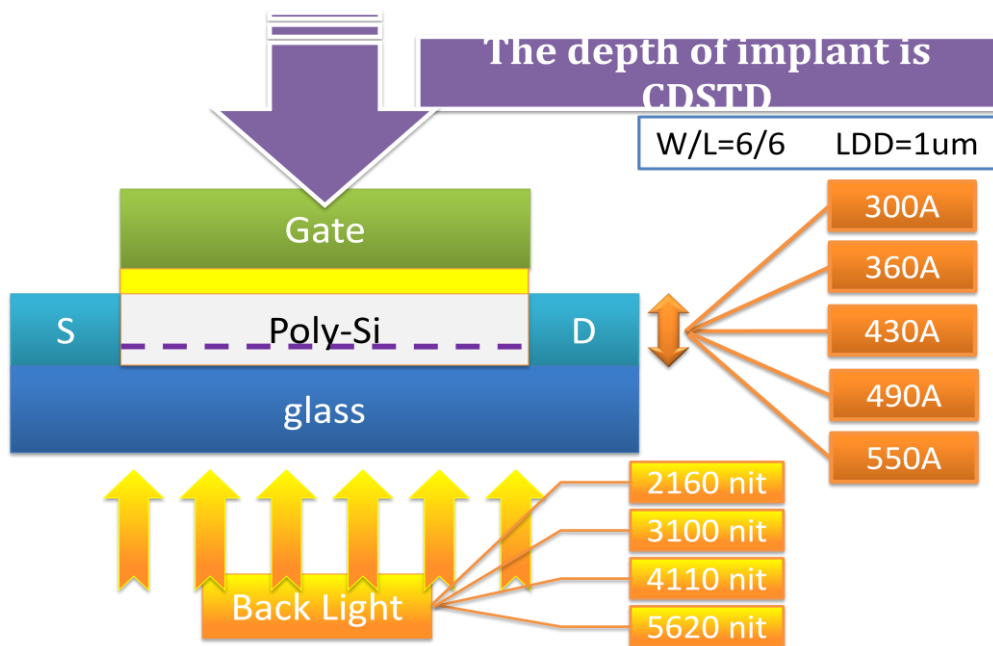 The depth of implant is
CDSTD
W/L=6/6 LDD=1um
300A
Gate
360A
S
Poly-Si
D
430A
glass
490A
550A
2160 nit
3100 nit
4110 nit
Back Light
5620 nit